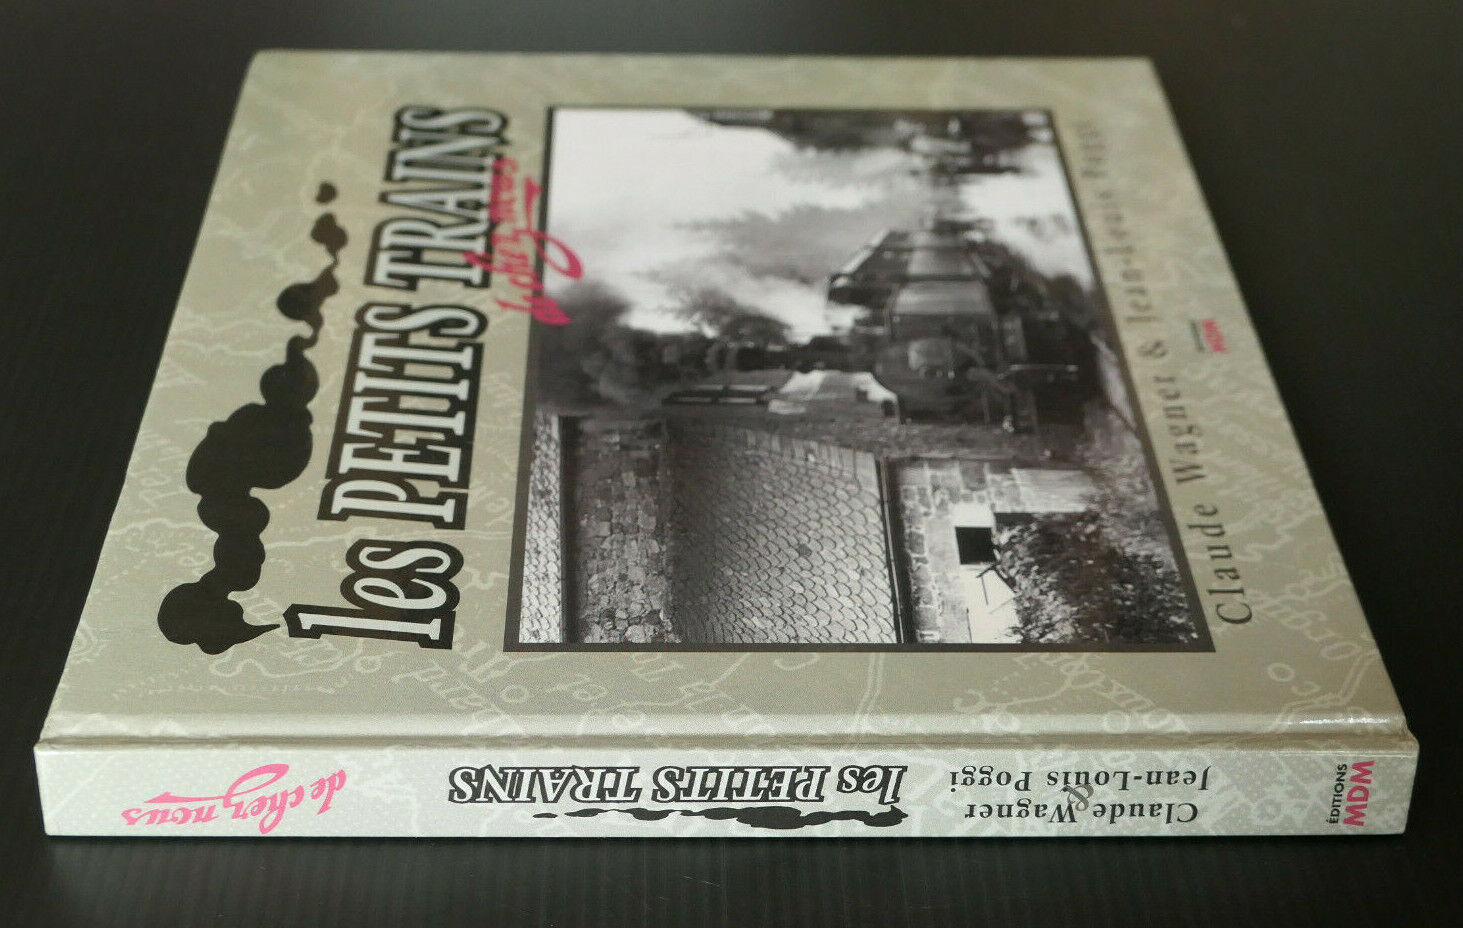 les PETITS TRAINS
de chez nous
Claude Wagner & Jean-Louis Poggi
MDM
de chez nous
les PETITS TRAINS
Claude Wagner
&
Jean-Louis Poggi
ÉDITIONS
MDM